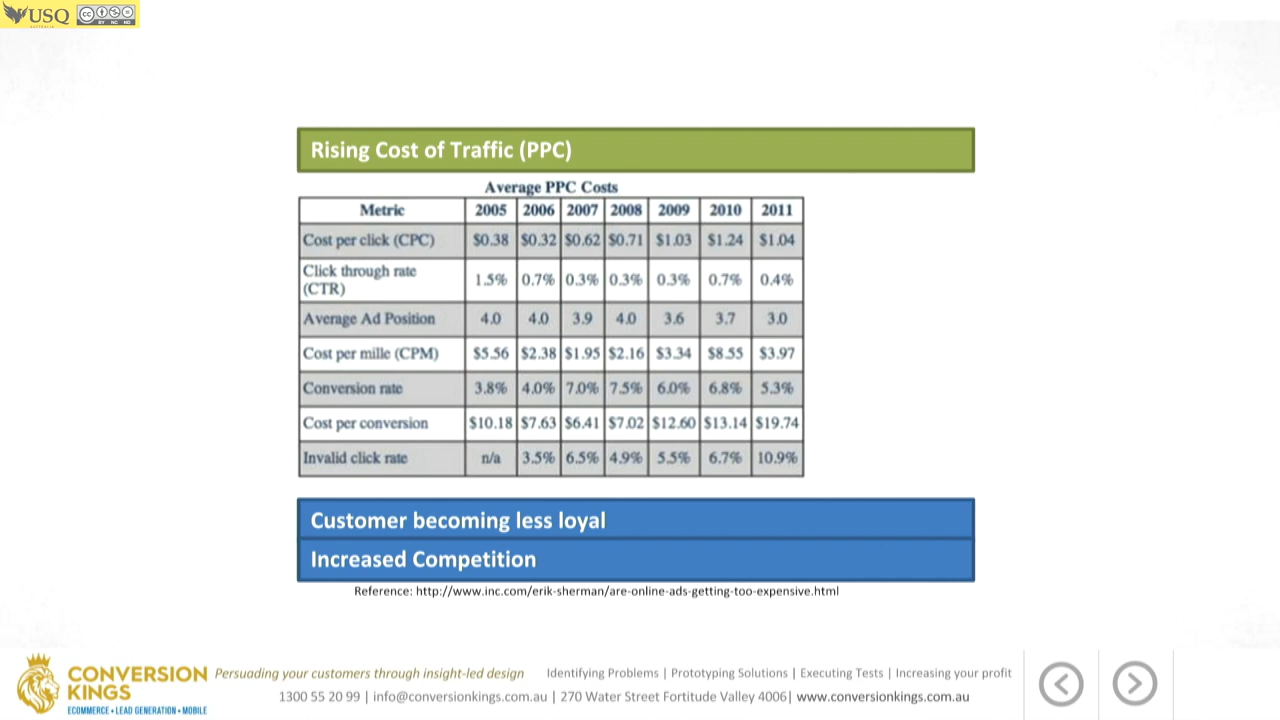 USQ
AUSTRALIA
CC BY NC ND
Rising Cost of Traffic (PPC)
Average PPC Costs
Metric 2005 2006 2007 2008 2009 2010 2011
Cost per click (CPC) $0.38 $0.32 $0.62 $0.71 $1.03 $1.24 $1.04
Click through rate
(CTR) 1.5% 0.7% 0.3% 0.3% 0.3% 0.7% 0.4%
Average Ad Position 4.0 4.0 3.9 4.0 3.6 3.7 3.0
Cost per mille (CPM) $5.56 $2.38 $1.95 $2.16 $3.34 $8.55 $3.97
Conversion rate 3.8% 4.0% 7.0% 7.5% 6.0% 6.8% 5.3%
Cost per conversion $10.18 $7.63 $6.41 $7.02 $12.60 $13.14 $19.74
Invalid click rate n/a 3.5% 6.5% 4.9% 5.5% 6.7% 10.9%
Customer becoming less loyal
Increased Competition
Reference: http://www.inc.com/erik-sherman/are-online-ads-getting-too-expensive.html
CONVERSION
KINGS
ECOMMERCE • LEAD GENERATION • MOBILE
Persuading your customers through insight-led design Identifying Problems | Prototyping Solutions | Executing Tests | Increasing your profit
1300 55 20 99 | info@conversionkings.com.au | 270 Water Street Fortitude Valley 4006| www.conversionkings.com.au